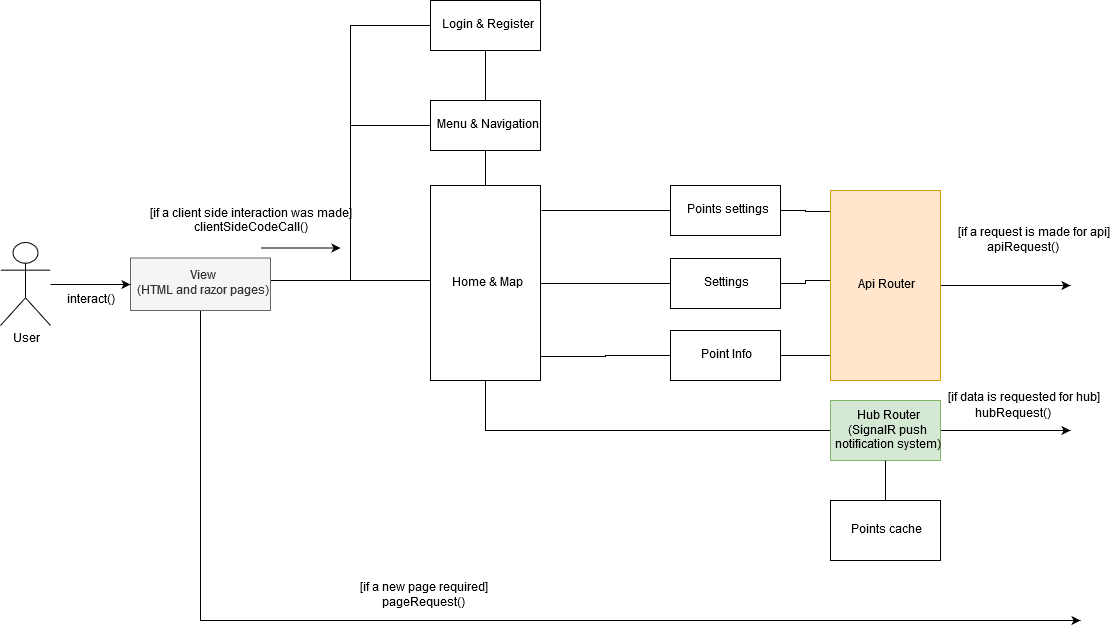 Login & Register
Menu & Navigation
[if a client side interaction was made]
clientSideCodeCall()
Points settings
[if a request is made for api]
apiRequest()
View
(HTML and razor pages)
Home & Map
Settings
Api Router
interact()
User
Point Info
[if data is requested for hub]
hubRequest()
Hub Router
(SignalR push
notification system)
Points cache
[if a new page required]
pageRequest()